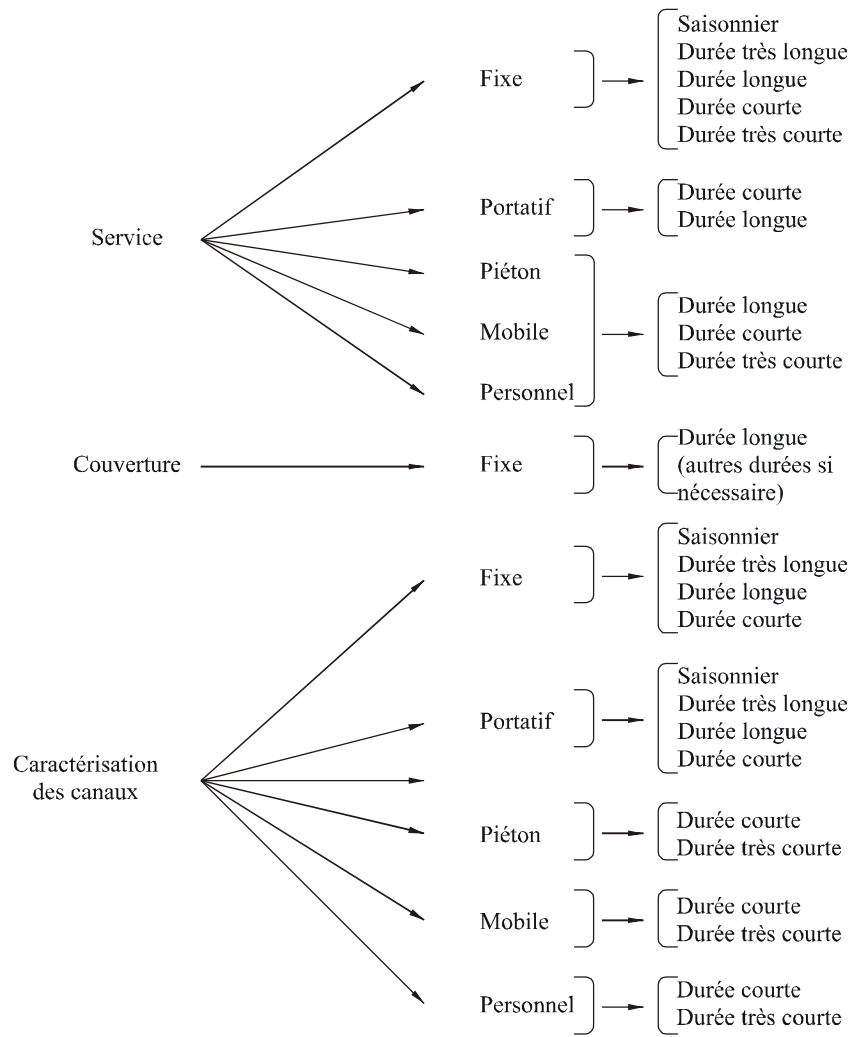 Service
Fixe
Saisonnier
Durée très longue
Durée longue
Durée courte
Durée très courte
Portatif
Durée courte
Durée longue
Piéton
Mobile
Personnel
Durée longue
Durée courte
Durée très courte
Couverture
Fixe
Durée longue
(autres durées si
nécessaire)
Caractérisation
des canaux
Fixe
Saisonnier
Durée très longue
Durée longue
Durée courte
Portatif
Saisonnier
Durée très longue
Durée longue
Durée courte
Piéton
Durée courte
Durée très courte
Mobile
Durée courte
Durée très courte
Personnel
Durée courte
Durée très courte